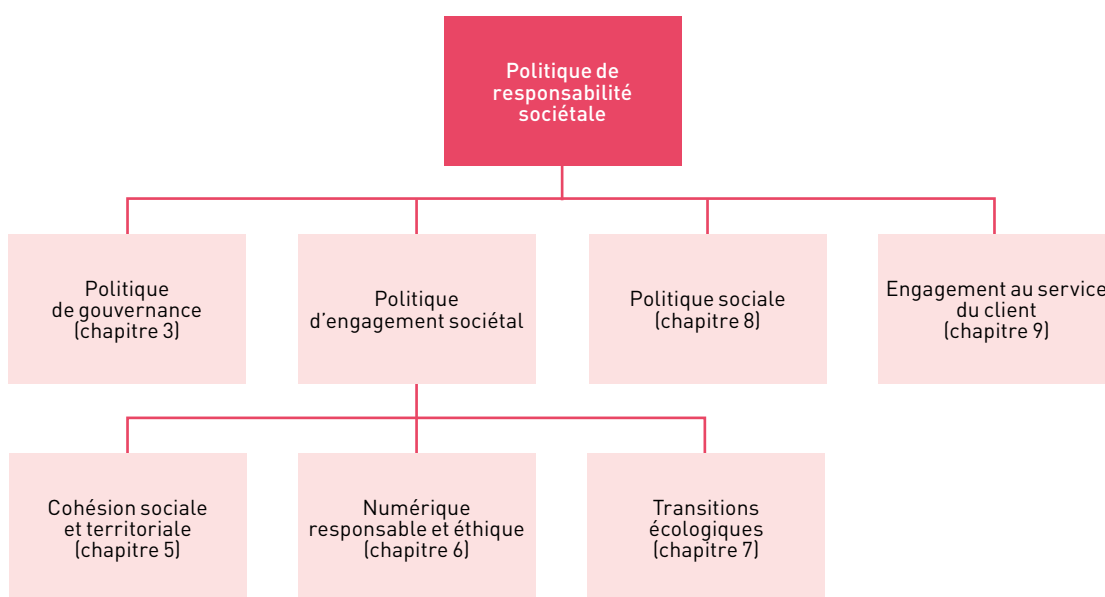 Politique de
responsabilité
sociétale
Politique
de gouvernance
(chapitre 3)
Politique
d’engagement sociétal
Politique sociale
(chapitre 8)
Engagement au service
du client
(chapitre 9)
Cohésion sociale
et territoriale
(chapitre 5)
Numérique
responsable et éthique
(chapitre 6)
Transitions
écologiques
(chapitre 7)